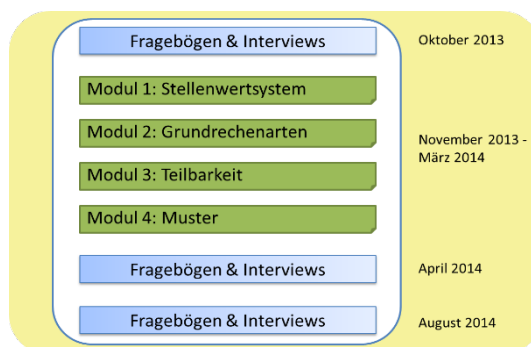 Fragebögen & Interviews
Oktober 2013
Modul 1: Stellenwertsystem
Modul 2: Grundrechenarten
November 2013 -
März 2014
Modul 3: Teilbarkeit
Modul 4: Muster
Fragebögen & Interviews
April 2014
Fragebögen & Interviews
August 2014